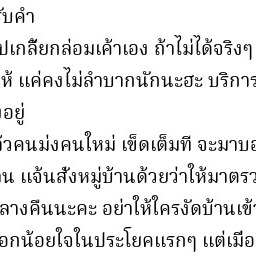 รับคำ
ปเกลี้ยกล่อมเค้าเอง ถ้าไม่ได้จริงๆ
ห้ แค่คงไม่ลำบากนักนะฮะ บริการ
อยู่
ัวคนม่งคนใหม่ เข็ดเต็มที จะมาบอ
น แจ้นสั่งหมู่บ้านด้วยว่าให้มาตรว
ลางคืนนะคะ อย่าให้ใครงัดบ้านเข้า
อกน้อยใจในประโยคแรกๆ แต่เมื่อ